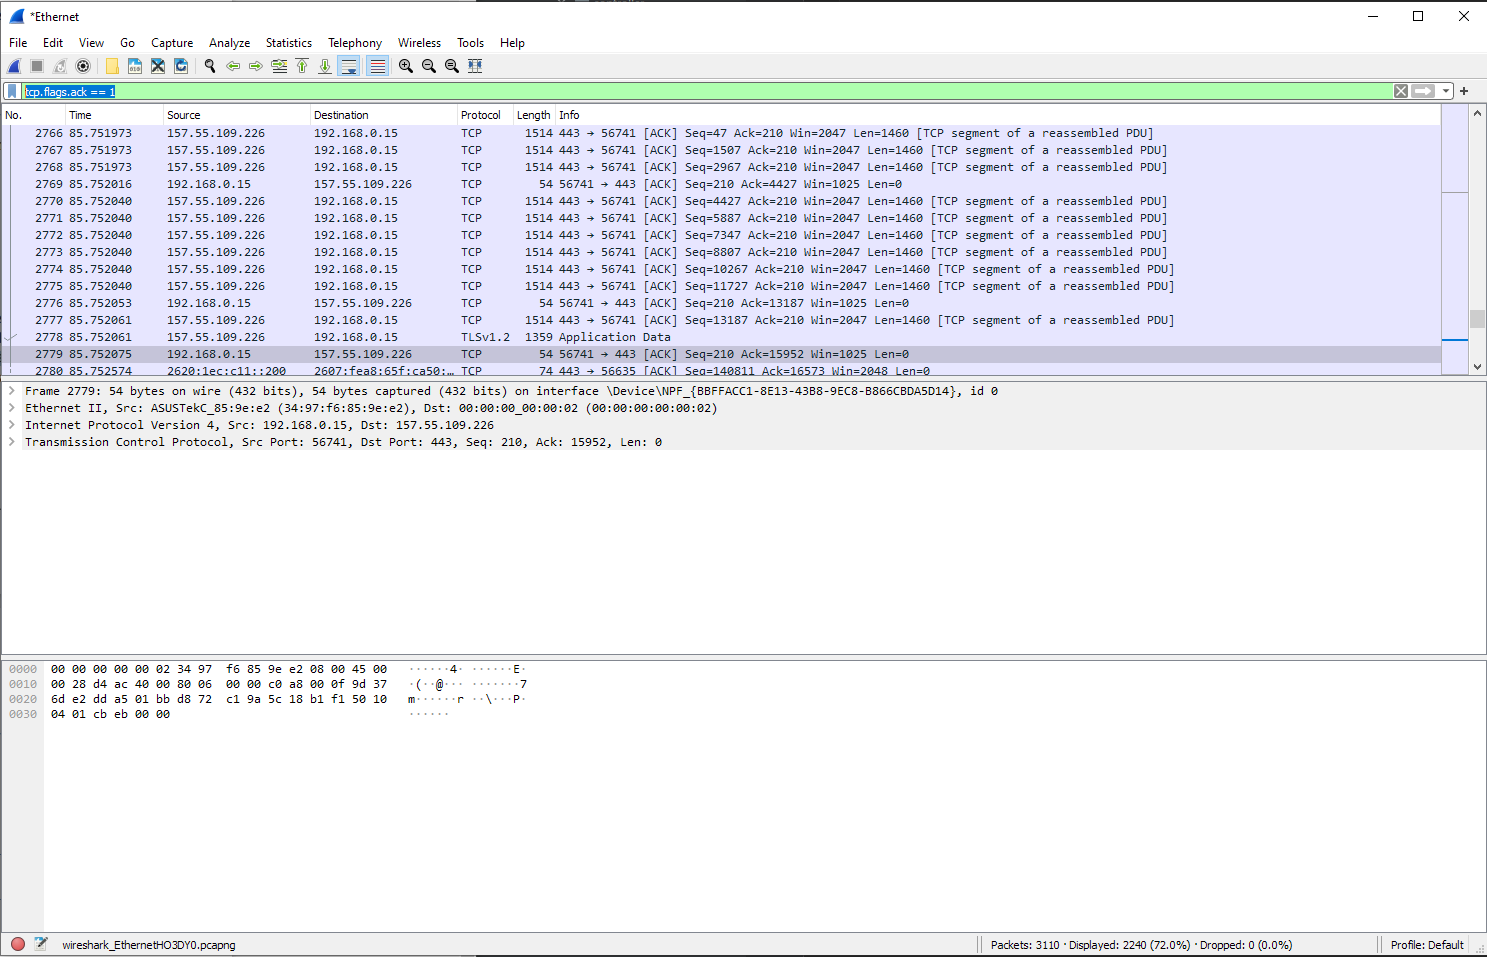 *Ethernet
File Edit View Go Capture Analyze Statistics Telephony Wireless Tools Help
tcp.flags.ack == 1
No. Time Source Destination Protocol Length Info
2766 85.751973 157.55.109.226 192.168.0.15 TCP 1514 443 → 56741 [ACK] Seq=47 Ack=210 Win=2047 Len=1460 [TCP segment of a reassembled PDU]
2767 85.751973 157.55.109.226 192.168.0.15 TCP 1514 443 → 56741 [ACK] Seq=1507 Ack=210 Win=2047 Len=1460 [TCP segment of a reassembled PDU]
2768 85.751973 157.55.109.226 192.168.0.15 TCP 1514 443 → 56741 [ACK] Seq=2967 Ack=210 Win=2047 Len=1460 [TCP segment of a reassembled PDU]
2769 85.752016 192.168.0.15 157.55.109.226 TCP 54 56741 → 443 [ACK] Seq=210 Ack=4427 Win=1025 Len=0
2770 85.752040 157.55.109.226 192.168.0.15 TCP 1514 443 → 56741 [ACK] Seq=4427 Ack=210 Win=2047 Len=1460 [TCP segment of a reassembled PDU]
2771 85.752040 157.55.109.226 192.168.0.15 TCP 1514 443 → 56741 [ACK] Seq=5887 Ack=210 Win=2047 Len=1460 [TCP segment of a reassembled PDU]
2772 85.752040 157.55.109.226 192.168.0.15 TCP 1514 443 → 56741 [ACK] Seq=7347 Ack=210 Win=2047 Len=1460 [TCP segment of a reassembled PDU]
2773 85.752040 157.55.109.226 192.168.0.15 TCP 1514 443 → 56741 [ACK] Seq=8807 Ack=210 Win=2047 Len=1460 [TCP segment of a reassembled PDU]
2774 85.752040 157.55.109.226 192.168.0.15 TCP 1514 443 → 56741 [ACK] Seq=10267 Ack=210 Win=2047 Len=1460 [TCP segment of a reassembled PDU]
2775 85.752040 157.55.109.226 192.168.0.15 TCP 1514 443 → 56741 [ACK] Seq=11727 Ack=210 Win=2047 Len=1460 [TCP segment of a reassembled PDU]
2776 85.752053 192.168.0.15 157.55.109.226 TCP 54 56741 → 443 [ACK] Seq=210 Ack=13187 Win=1025 Len=0
2777 85.752061 157.55.109.226 192.168.0.15 TCP 1514 443 → 56741 [ACK] Seq=13187 Ack=210 Win=2047 Len=1460 [TCP segment of a reassembled PDU]
2778 85.752061 157.55.109.226 192.168.0.15 TLSv1.2 1359 Application Data
2779 85.752075 192.168.0.15 157.55.109.226 TCP 54 56741 → 443 [ACK] Seq=210 Ack=15952 Win=1025 Len=0
2780 85.752574 2620:1ec:c11::200 2607:fea8:65f:ca50:… TCP 74 443 → 56635 [ACK] Seq=140811 Ack=16573 Win=2048 Len=0
Frame 2779: 54 bytes on wire (432 bits), 54 bytes captured (432 bits) on interface \Device\NPF_{BBFFACC1-8E13-43B8-9EC8-B866CBDA5D14}, id 0
Ethernet II, Src: ASUSTekC_85:9e:e2 (34:97:f6:85:9e:e2), Dst: 00:00:00_00:00:02 (00:00:00:00:00:02)
Internet Protocol Version 4, Src: 192.168.0.15, Dst: 157.55.109.226
Transmission Control Protocol, Src Port: 56741, Dst Port: 443, Seq: 210, Ack: 15952, Len: 0
0000 00 00 00 00 00 02 34 97 f6 85 9e e2 08 00 45 00 ······4· ······E·
0010 00 28 d4 ac 40 00 80 06 00 00 c0 a8 00 0f 9d 37 ·(··@··· ·······7
0020 6d e2 dd a5 01 bb d8 72 c1 9a 5c 18 b1 f1 50 10 m······r ··\···P·
0030 04 01 cb eb 00 00 ······
wireshark_EthernetHO3DY0.pcapng Packets: 3110 · Displayed: 2240 (72.0%) · Dropped: 0 (0.0%) Profile: Default